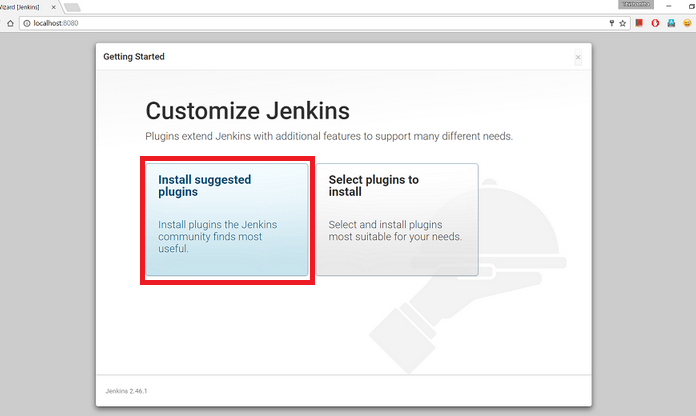 Wizard [Jenkins]
localhost:8080
Getting Started
Customize Jenkins
Plugins extend Jenkins with additional features to support many different needs.
Install suggested
plugins
Install plugins the Jenkins
community finds most
useful.
Select plugins to
install
Select and install plugins
most suitable for your needs.
Jenkins 2.46.1